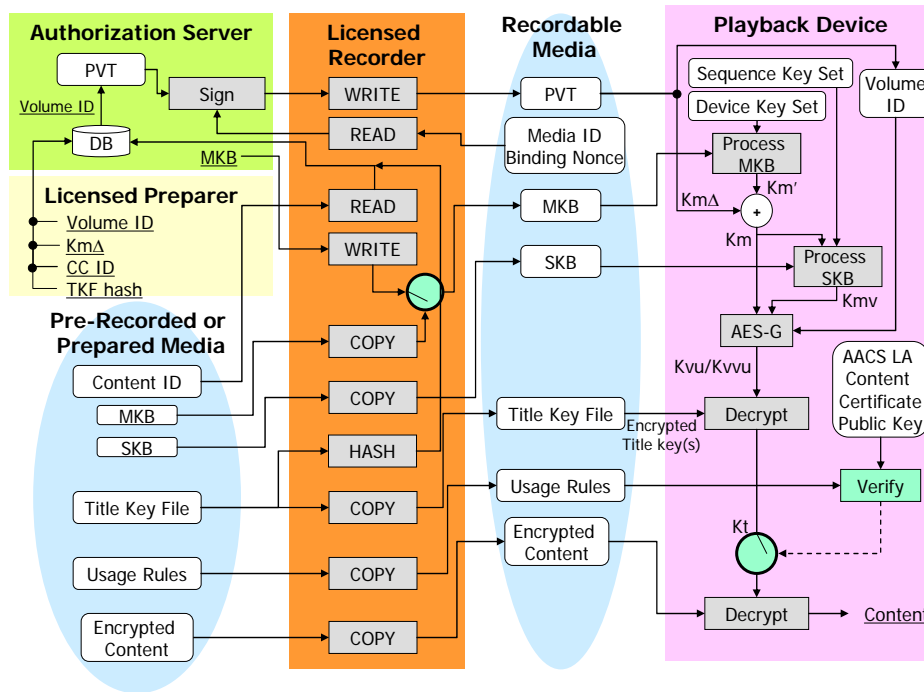 Authorization Server
PVT
Volume ID
Sign
DB
MKB
Licensed Preparer
Volume ID
Km∆
CC ID
TKF hash
Pre-Recorded or
Prepared Media
Content ID
MKB
SKB
Title Key File
Usage Rules
Encrypted
Content
Licensed
Recorder
WRITE
READ
READ
WRITE
COPY
COPY
HASH
COPY
COPY
COPY
Recordable
Media
PVT
Media ID
Binding Nonce
MKB
SKB
Title Key File
Encrypted
Title key(s)
Usage Rules
Encrypted
Content
Playback Device
Sequence Key Set
Volume
ID
Device Key Set
Process
MKB
Km′
Km∆
+
Km
Process
SKB
Kmv
AES-G
Kvu/Kvvu
AACS LA
Content
Certificate
Public Key
Decrypt
Verify
Kt
Decrypt
Content